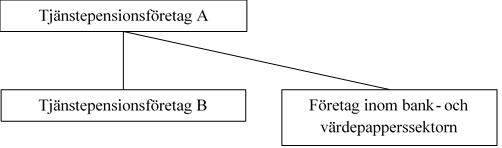 Tjänstepensionsföretag A
Tjänstepensionsföretag B
Företag inom bank- och
värdepapperssektorn